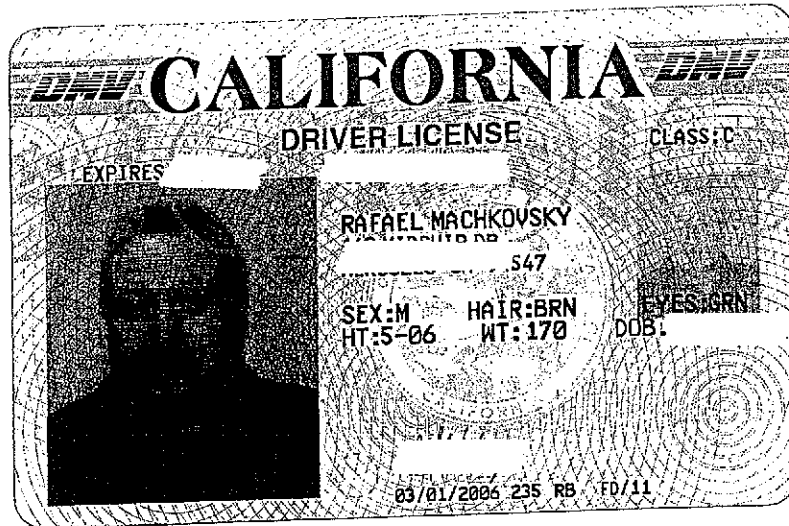 DMV CALIFORNIA DMV
DRIVER LICENSE
CLASS:C
EXPIRES
RAFAEL MACHKOVSKY
547
SEX:M HAIR:BRN EYES:GRN
HT:5-06 WT:170 DOB:
CALIFORN
03/01/2006 235 RB FD/11